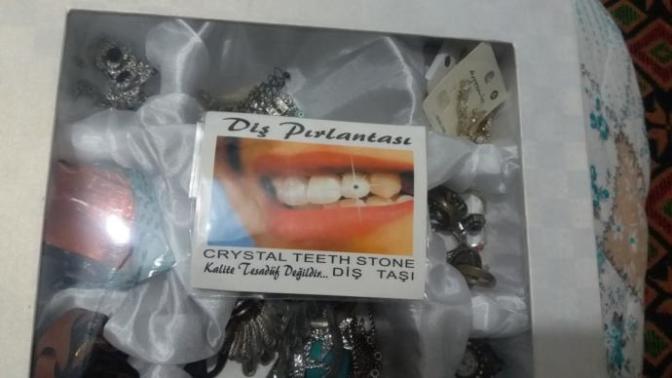 Diş Pırlantası
CRYSTAL TEETH STONE
Kalite Tesadüf Değildir... DİŞ TAŞI